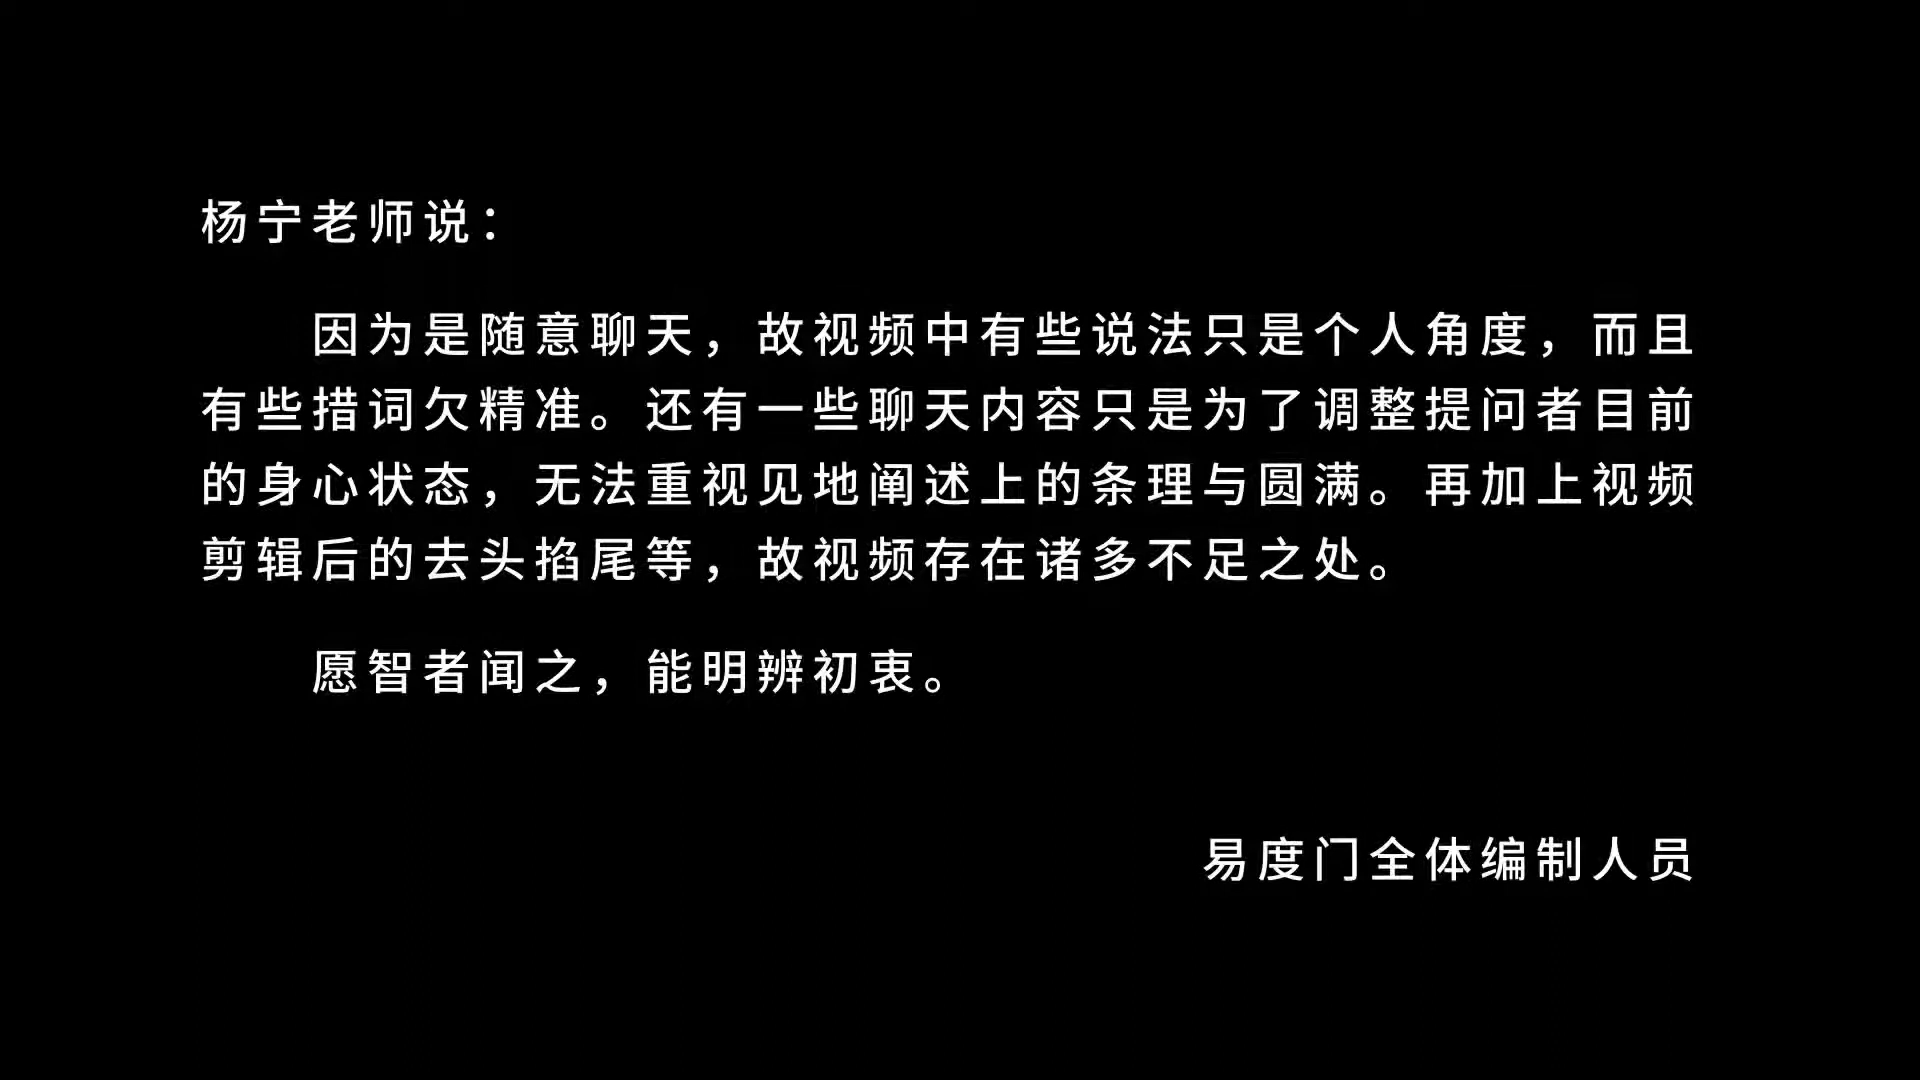 杨宁老师说：
因为是随意聊天，故视频中有些说法只是个人角度，而且
有些措词欠精准。还有一些聊天内容只是为了调整提问者目前
的身心状态，无法重视见地阐述上的条理与圆满。再加上视频
剪辑后的去头掐尾等，故视频存在诸多不足之处。
愿智者闻之，能明辨初衷。
易度门全体编制人员